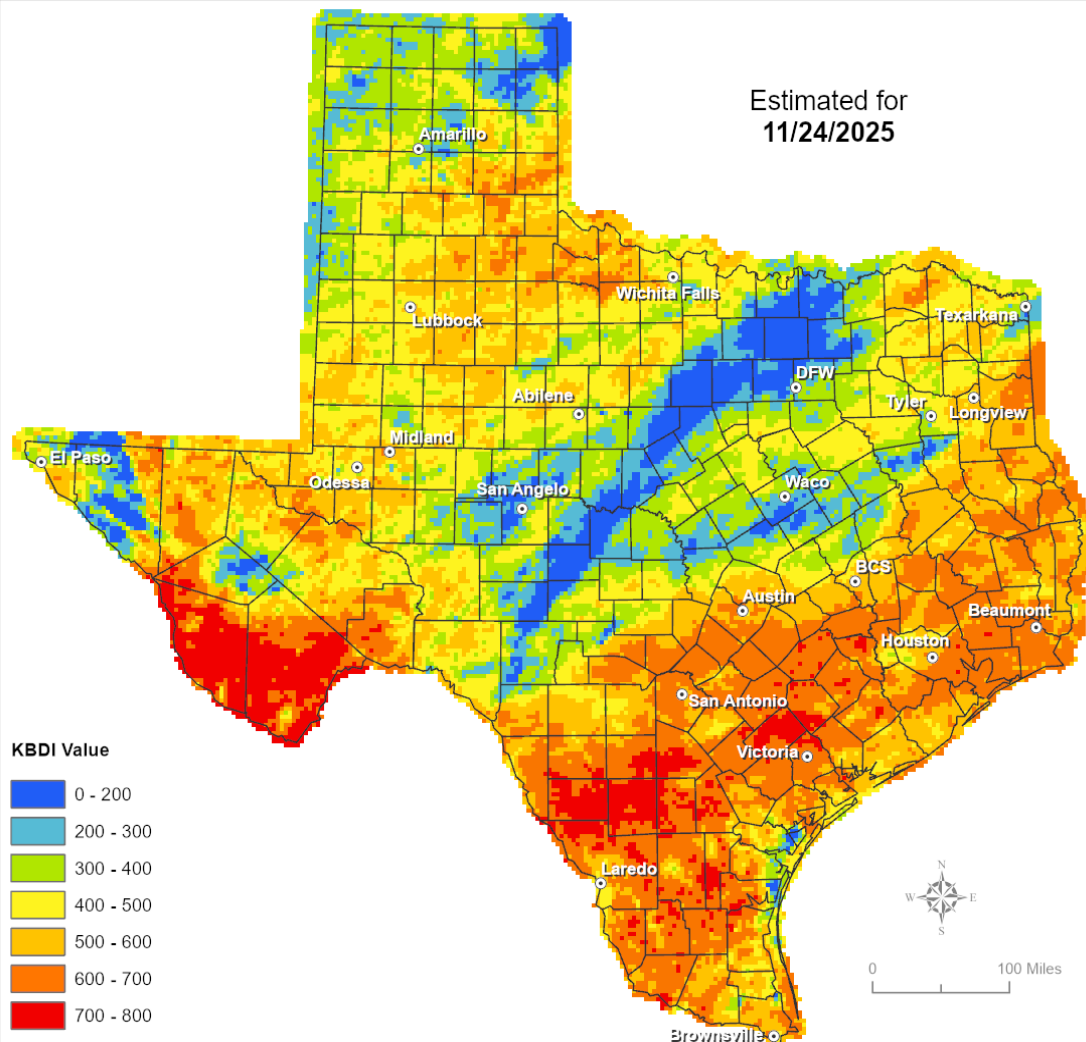 Estimated for
11/24/2025
Amarillo
Wichita Falls
Lubbock
Texarkana
DFW
Abilene
Tyler
Longview
Midland
El Paso
Odessa
San Angelo
Waco
BCS
Austin
Beaumont
Houston
San Antonio
Victoria
Laredo
Brownsville
KBDI Value
0 - 200
200 - 300
300 - 400
400 - 500
500 - 600
600 - 700
700 - 800
N
W E
S
0 100 Miles